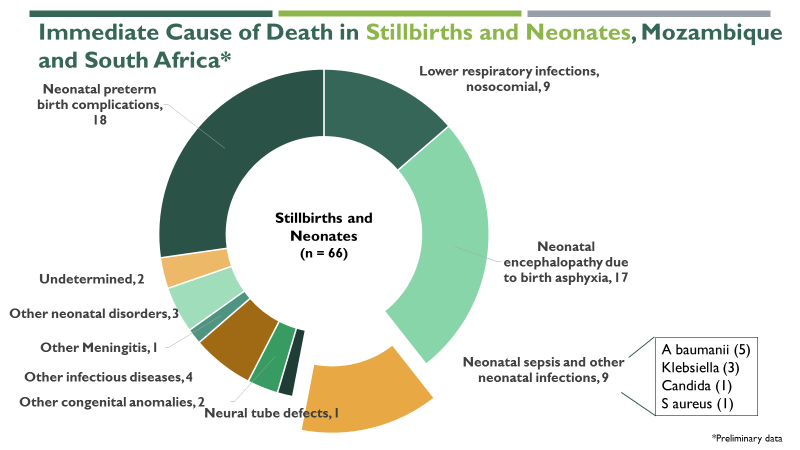 Immediate Cause of Death in Stillbirths and Neonates, Mozambique
and South Africa*
Lower respiratory infections,
nosocomial, 9
Neonatal preterm
birth complications,
18
Stillbirths and
Neonates
(n = 66)
Neonatal
encephalopathy due
to birth asphyxia, 17
Undetermined, 2
Other neonatal disorders, 3
Other Meningitis, 1
Other infectious diseases, 4
Other congenital anomalies, 2
Neural tube defects, 1
Neonatal sepsis and other
neonatal infections, 9
A baumanii (5)
Klebsiella (3)
Candida (1)
S aureus (1)
*Preliminary data